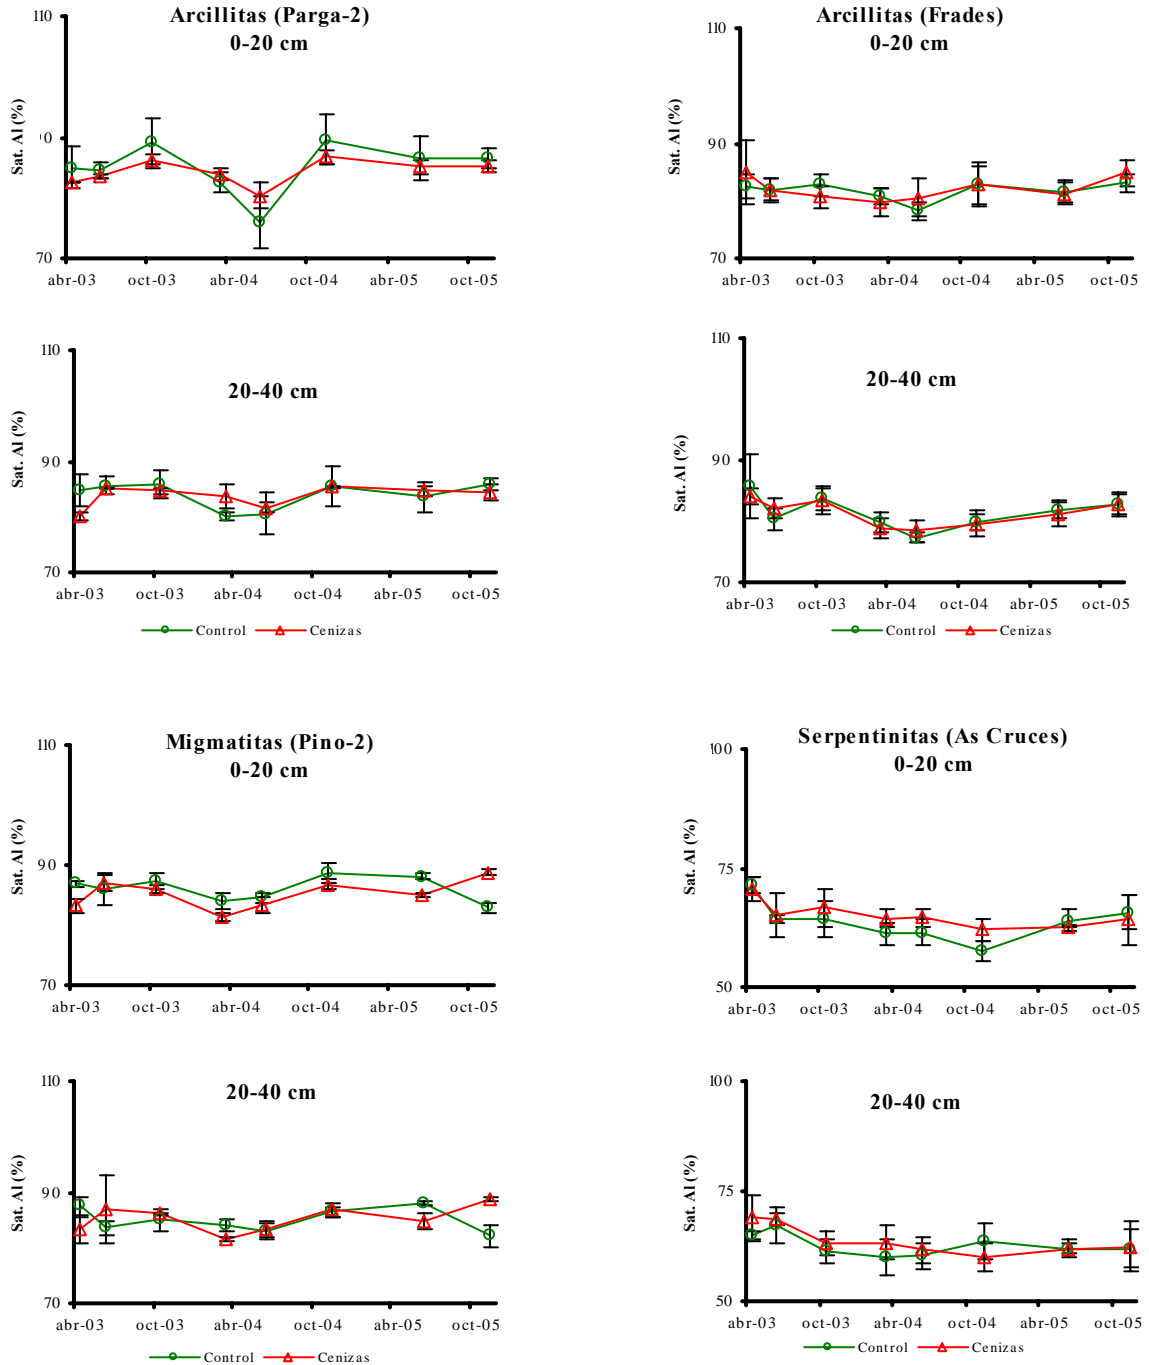 Arcillitas (Parga-2)
0-20 cm
110
90
70
Sat. Al (%)
abr-03 oct-03 abr-04 oct-04 abr-05 oct-05
20-40 cm
110
90
70
Sat. Al (%)
abr-03 oct-03 abr-04 oct-04 abr-05 oct-05
Control Cenizas
Arcillitas (Frades)
0-20 cm
110
90
70
Sat. Al (%)
abr-03 oct-03 abr-04 oct-04 abr-05 oct-05
20-40 cm
110
90
70
Sat. Al (%)
abr-03 oct-03 abr-04 oct-04 abr-05 oct-05
Control Cenizas
Migmatitas (Pino-2)
0-20 cm
110
90
70
Sat. Al (%)
abr-03 oct-03 abr-04 oct-04 abr-05 oct-05
20-40 cm
110
90
70
Sat. Al (%)
abr-03 oct-03 abr-04 oct-04 abr-05 oct-05
Control Cenizas
Serpentinitas (As Cruces)
0-20 cm
100
75
50
Sat. Al (%)
abr-03 oct-03 abr-04 oct-04 abr-05 oct-05
20-40 cm
100
75
50
Sat. Al (%)
abr-03 oct-03 abr-04 oct-04 abr-05 oct-05
Control Cenizas